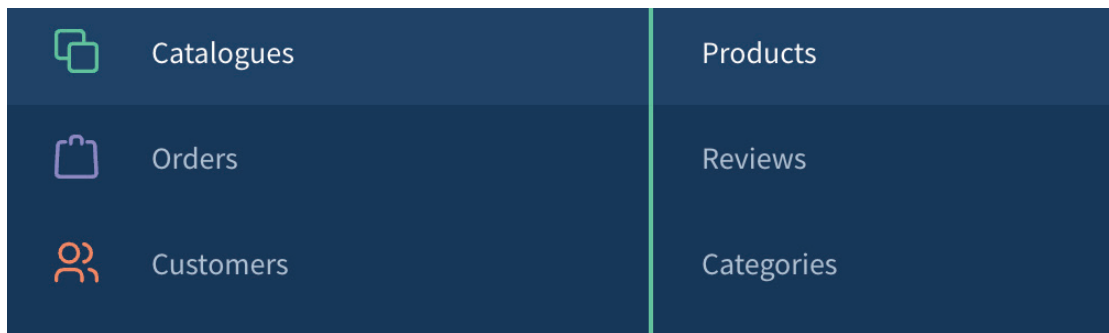 Catalogues
Orders
Customers
Products
Reviews
Categories